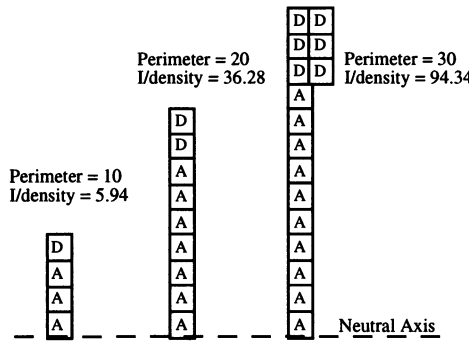 Perimeter = 10
I/density = 5.94
D
A
A
A
Perimeter = 20
I/density = 36.28
D
D
A
A
A
A
A
A
A
Perimeter = 30
I/density = 94.34
D D
D D
D D
A
A
A
A
A
A
A
A
A
A
Neutral Axis